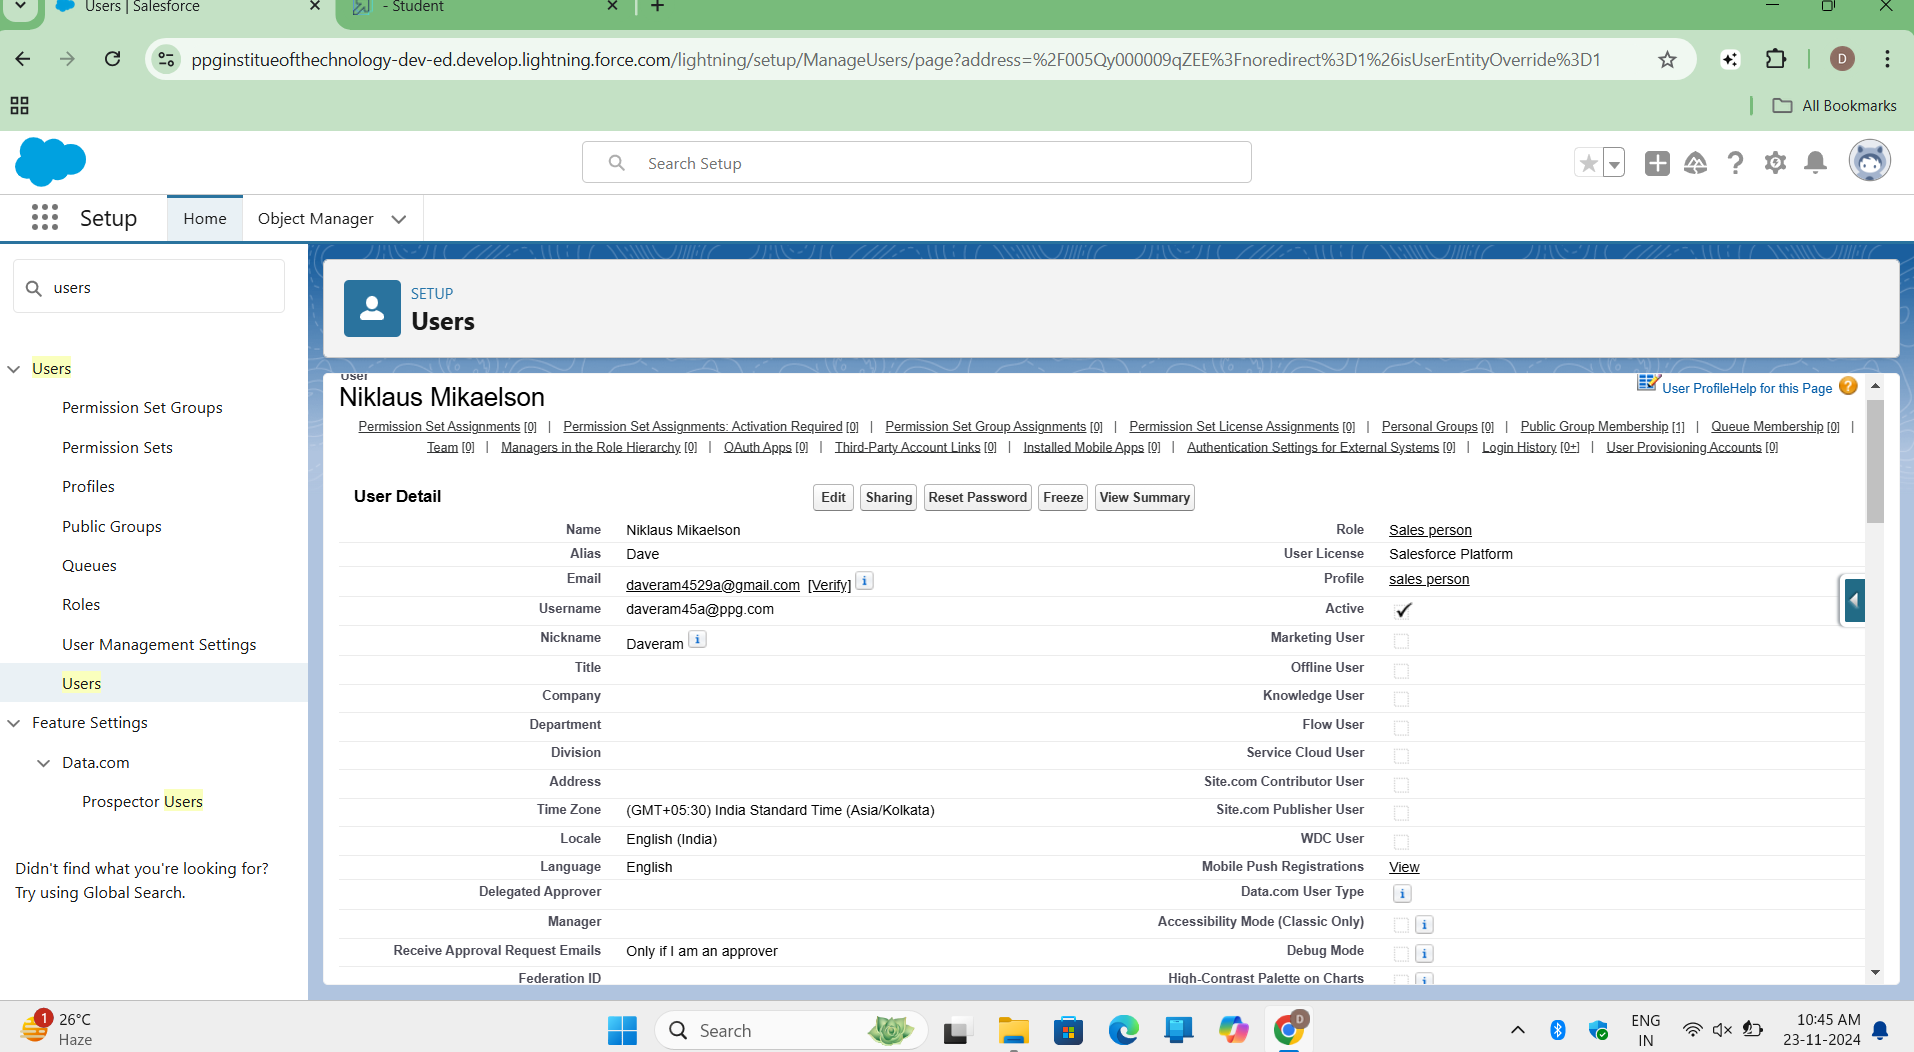 Users | Salesforce
- Student
ppginstitueofthechnology-dev-ed.develop.lightning.force.com/lightning/setup/ManageUsers/page?address=%2F005Qy000009qZEE%3Fnoredirect%3D1%26isUserEntityOverride%3D1
D
All Bookmarks
Search Setup
Setup
Home
Object Manager
users
SETUP
Users
Users
Permission Set Groups
Permission Sets
Profiles
Public Groups
Queues
Roles
User Management Settings
Users
Feature Settings
Data.com
Prospector Users
Didn't find what you're looking for?
Try using Global Search.
User
Niklaus Mikaelson
User Profile Help for this Page
Permission Set Assignments [0] | Permission Set Assignments: Activation Required [0] | Permission Set Group Assignments [0] | Permission Set License Assignments [0] | Personal Groups [0] | Public Group Membership [1] | Queue Membership [0] |
Team [0] | Managers in the Role Hierarchy [0] | OAuth Apps [0] | Third-Party Account Links [0] | Installed Mobile Apps [0] | Authentication Settings for External Systems [0] | Login History [0+] | User Provisioning Accounts [0]
User Detail
Edit Sharing Reset Password Freeze View Summary
Name Niklaus Mikaelson Role Sales person
Alias Dave User License Salesforce Platform
Email daveram4529a@gmail.com [Verify] i Profile sales person
Username daveram45a@ppg.com Active
Nickname Daveram i Marketing User
Title Offline User
Company Knowledge User
Department Flow User
Division Service Cloud User
Address Site.com Contributor User
Time Zone (GMT+05:30) India Standard Time (Asia/Kolkata) Site.com Publisher User
Locale English (India) WDC User
Language English Mobile Push Registrations View
Delegated Approver Data.com User Type i
Manager Accessibility Mode (Classic Only) i
Receive Approval Request Emails Only if I am an approver Debug Mode i
Federation ID High-Contrast Palette on Charts i
1
26°C
Haze
Search
D
ENG
IN
10:45 AM
23-11-2024